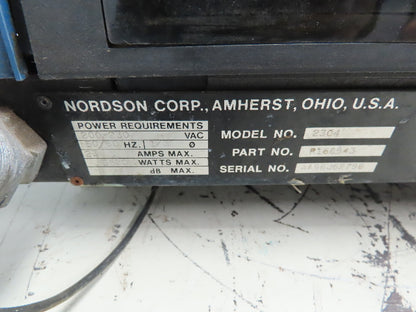 NORDSON CORP., AMHERST, OHIO, U.S.A.
POWER REQUIREMENTS
VAC
HZ. Ø
AMPS MAX.
WATTS MAX.
dB MAX.
MODEL NO. 2304
PART NO.
SERIAL NO.